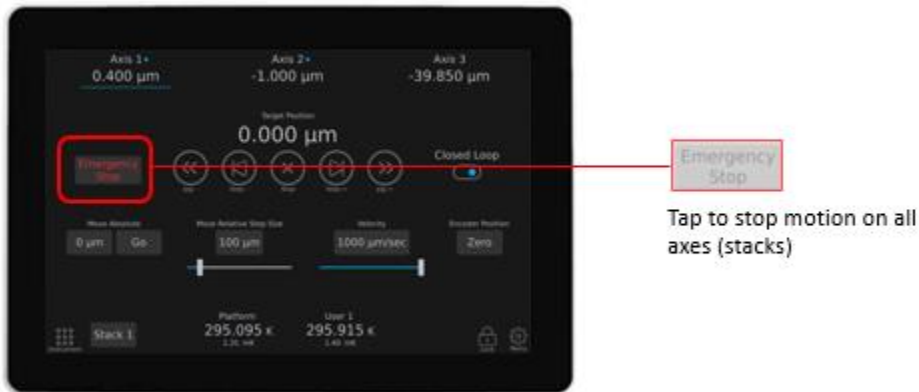 Axis 1•
Axis 2•
Axis 3
0.400 µm
-1.000 µm
-39.850 µm
Target Position
0.000 µm
Emergency
Stop
Closed Loop
Emergency
Stop
Tap to stop motion on all
axes (stacks)
Move Absolute
Move Relative Step Size
Velocity
Encoder Position
0 µm
Go
100 µm
1000 µm/sec
Zero
Platform
User 1
Stack 1
295.095 K
295.915 K